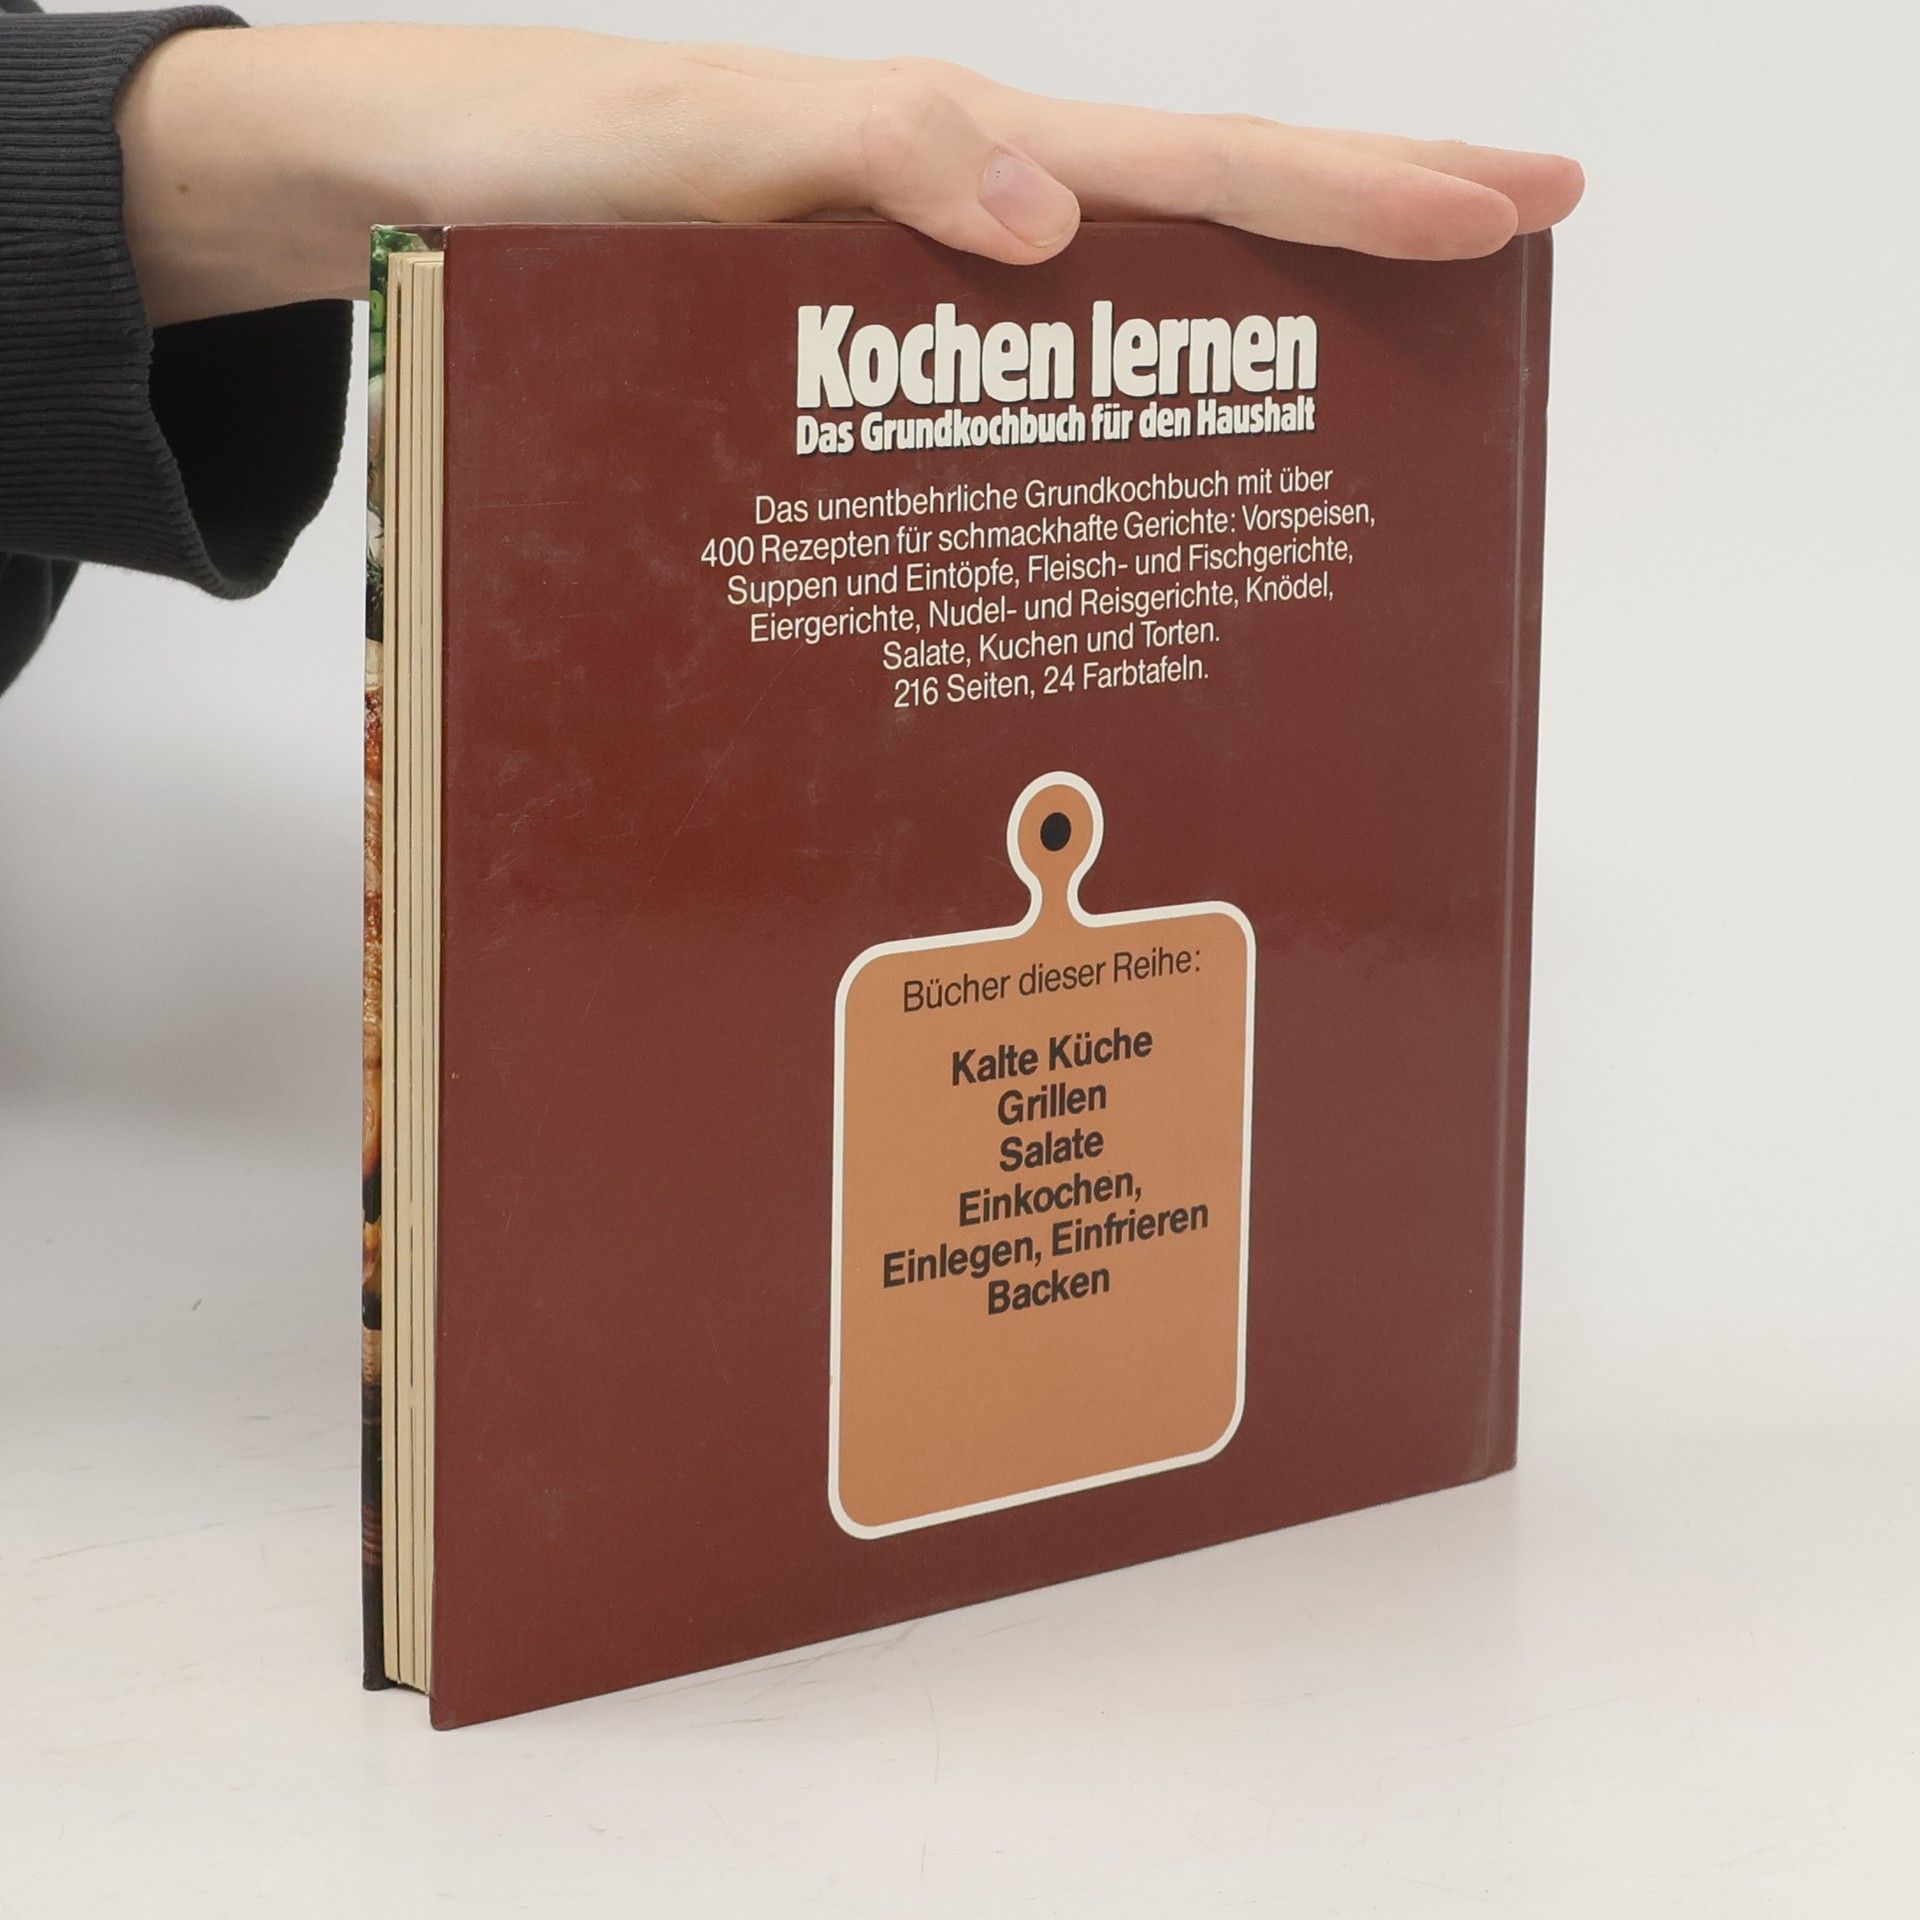 Kochen lernen
Das Grundkochbuch für den Haushalt
Das unentbehrliche Grundkochbuch mit über
400 Rezepten für schmackhafte Gerichte: Vorspeisen,
Suppen und Eintöpfe, Fleisch- und Fischgerichte,
Eiergerichte, Nudel- und Reisgerichte, Knödel,
Salate, Kuchen und Torten.
216 Seiten, 24 Farbtafeln.
Bücher dieser Reihe:
Kalte Küche
Grillen
Salate
Einkochen,
Einlegen, Einfrieren
Backen